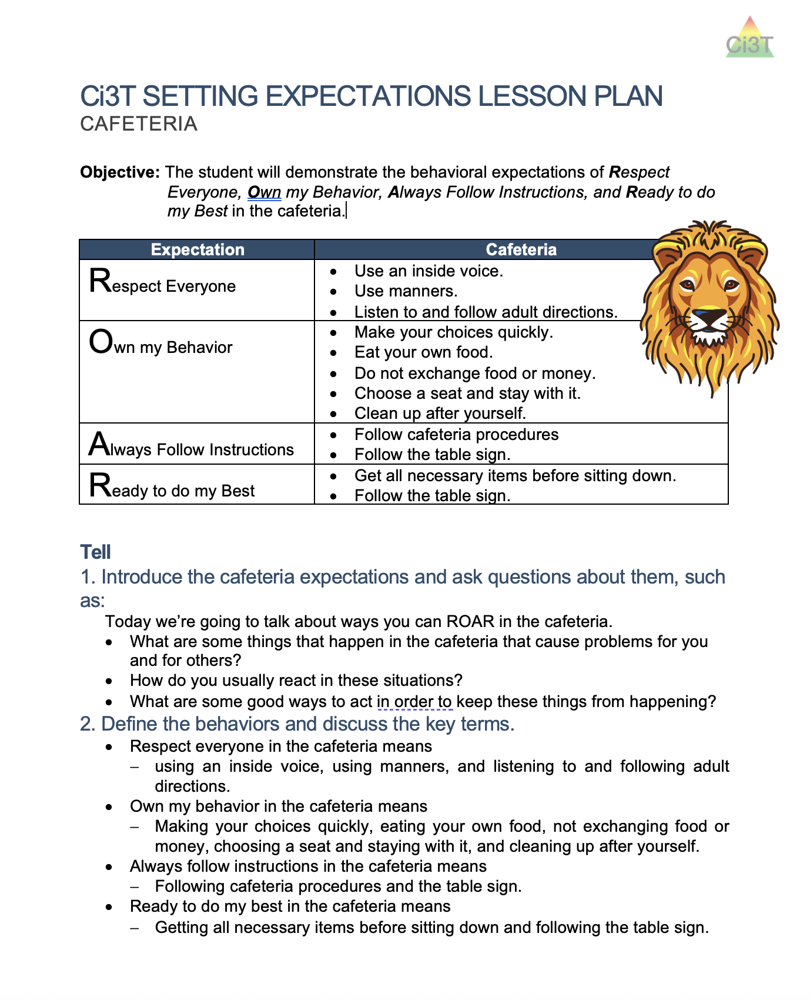 Ci3T
Ci3T SETTING EXPECTATIONS LESSON PLAN
CAFETERIA
Objective: The student will demonstrate the behavioral expectations of Respect
Everyone, Own my Behavior, Always Follow Instructions, and Ready to do
my Best in the cafeteria.
Expectation
Cafeteria
Respect Everyone
• Use an inside voice.
• Use manners.
• Listen to and follow adult directions.
Own my Behavior
• Make your choices quickly.
• Eat your own food.
• Do not exchange food or money.
• Choose a seat and stay with it.
• Clean up after yourself.
Always Follow Instructions
• Follow cafeteria procedures
• Follow the table sign.
Ready to do my Best
• Get all necessary items before sitting down.
• Follow the table sign.
Tell
1. Introduce the cafeteria expectations and ask questions about them, such
as:
Today we’re going to talk about ways you can ROAR in the cafeteria.
• What are some things that happen in the cafeteria that cause problems for you
and for others?
• How do you usually react in these situations?
• What are some good ways to act in order to keep these things from happening?
2. Define the behaviors and discuss the key terms.
• Respect everyone in the cafeteria means
– using an inside voice, using manners, and listening to and following adult
directions.
• Own my behavior in the cafeteria means
– Making your choices quickly, eating your own food, not exchanging food or
money, choosing a seat and staying with it, and cleaning up after yourself.
• Always follow instructions in the cafeteria means
– Following cafeteria procedures and the table sign.
• Ready to do my best in the cafeteria means
– Getting all necessary items before sitting down and following the table sign.